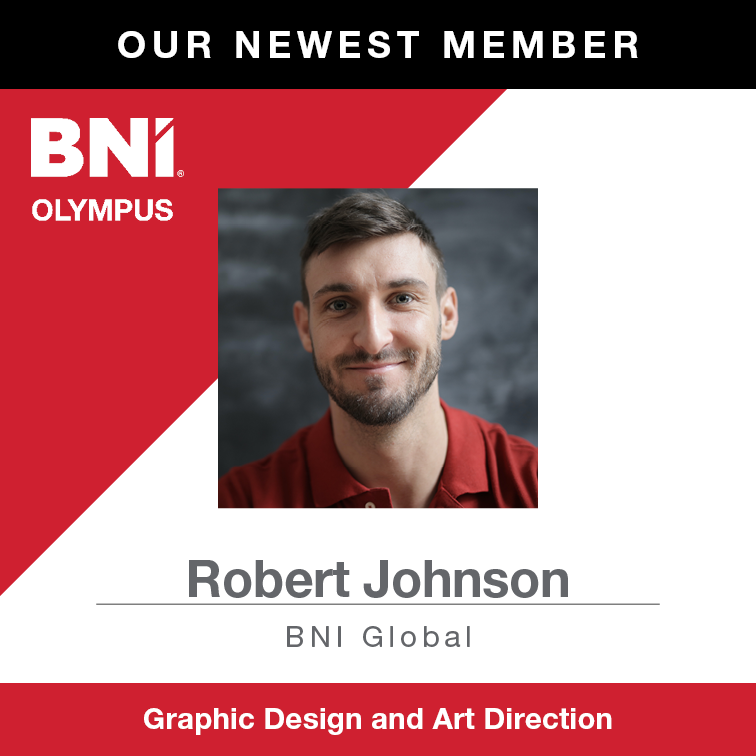 OUR NEWEST MEMBER
BNI®
OLYMPUS
Robert Johnson
BNI Global
Graphic Design and Art Direction